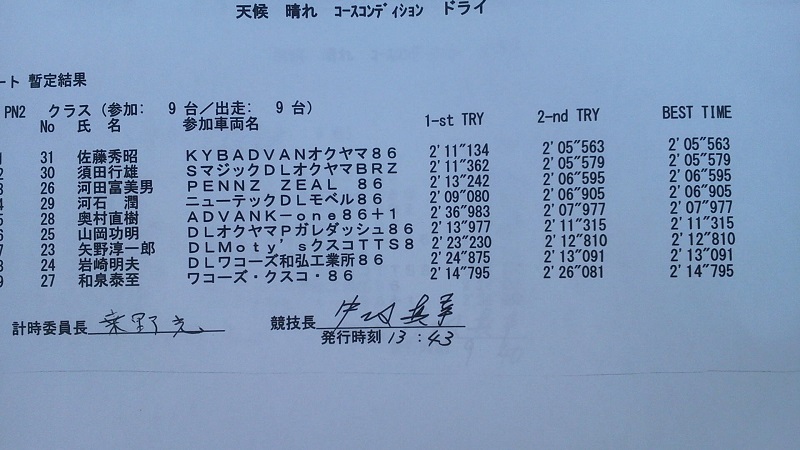 天候 晴れ コースコンディション ドライ
ート 暫定結果
PN2 クラス (参加: 9 台/出走: 9 台)
No 氏 名 参加車両名 1-st TRY 2-nd TRY BEST TIME
1 31 佐藤秀昭 KYBADVANオクヤマ86 2'11"134 2'05"563 2'05"563
2 30 須田行雄 SマジックDLオクヤマBRZ 2'11"362 2'05"579 2'05"579
3 26 河田富美男 PENNZ ZEAL 86 2'13"242 2'06"595 2'06"595
4 29 河石 潤 ニューテックDLモペル86 2'09"080 2'06"905 2'06"905
5 28 奥村直樹 ADVANK-one86+1 2'36"983 2'07"977 2'07"977
6 25 山岡功明 DLオクヤマPガレダッシュ86 2'13"977 2'11"315 2'11"315
7 23 矢野淳一郎 DLMoty'sクスコTTS8 2'23"230 2'12"810 2'12"810
8 24 岩崎明夫 DLワコーズ和弘工業所86 2'24"875 2'13"091 2'13"091
9 27 和泉泰至 ワコーズ・クスコ・86 2'14"795 2'26"081 2'14"795
計時委員長 競技長
発行時刻 13:43